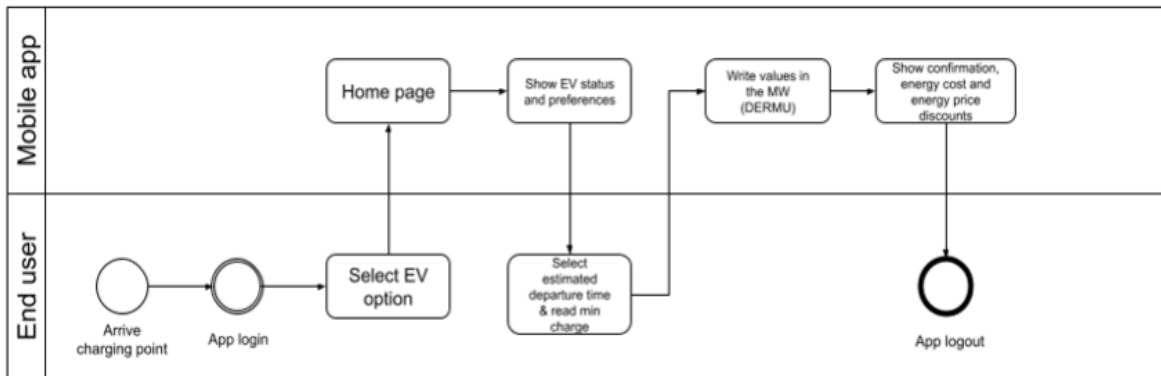 Mobile app
Home page
Show EV status
and preferences
Write values in
the MW
(DERMU)
Show confirmation,
energy cost and
energy price
discounts
End user
Arrive
charging point
App login
Select EV
option
Select
estimated
departure time
& read min
charge
App logout